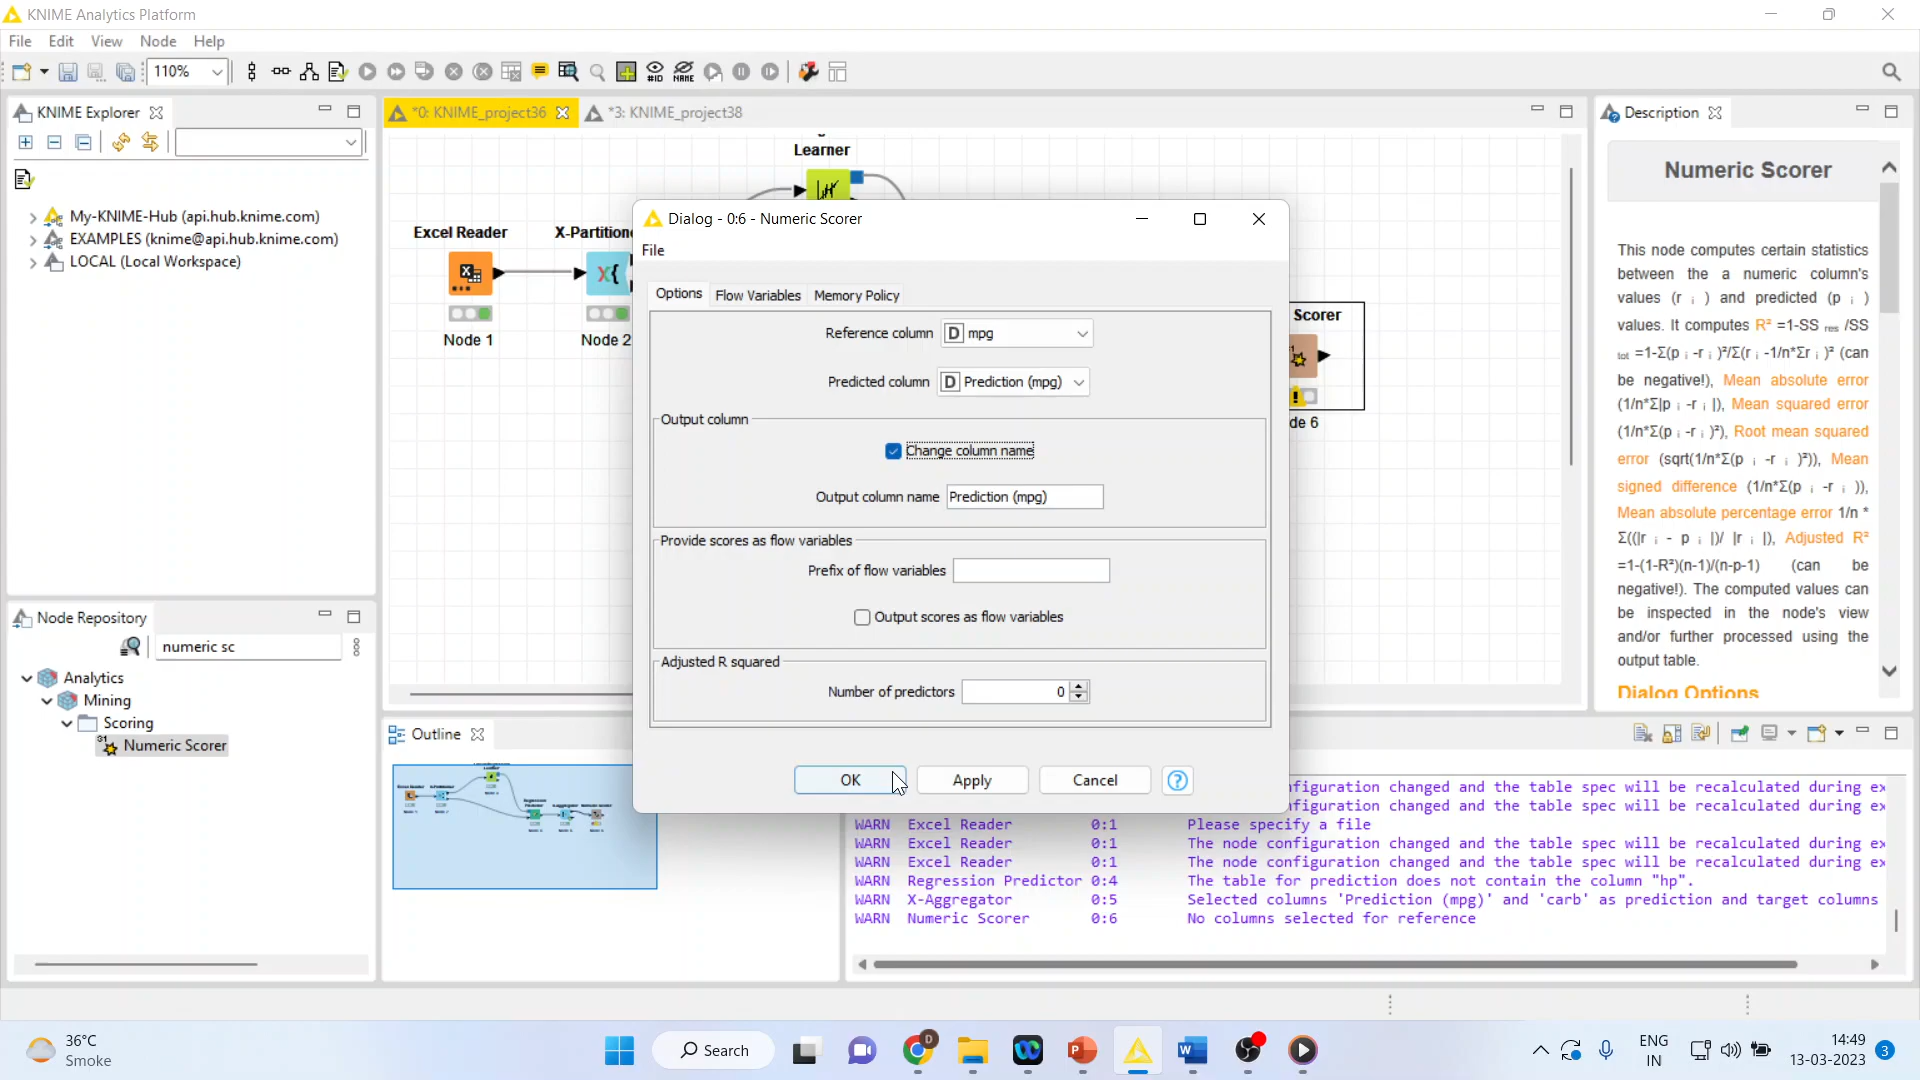 KNIME Analytics Platform
File Edit View Node Help
110%
#ID
NAME
KNIME Explorer
My-KNIME-Hub (api.hub.knime.com)
EXAMPLES (knime@api.hub.knime.com)
LOCAL (Local Workspace)
Node Repository
numeric sc
Analytics
Mining
Scoring
Numeric Scorer
*0: KNIME_project36
*3: KNIME_project38
Learner
Excel Reader
X-Partitione
Node 1
Node 2
Scorer
de 6
Dialog - 0:6 - Numeric Scorer
File
Options Flow Variables Memory Policy
Reference column D mpg
Predicted column D Prediction (mpg)
Output column
Change column name
Output column name Prediction (mpg)
Provide scores as flow variables
Prefix of flow variables
Output scores as flow variables
Adjusted R squared
Number of predictors 0
OK Apply Cancel ?
Outline
figuration changed and the table spec will be recalculated during ex
figuration changed and the table spec will be recalculated during ex
WARN Excel Reader 0:1 Please specify a file
WARN Excel Reader 0:1 The node configuration changed and the table spec will be recalculated during ex
WARN Excel Reader 0:1 The node configuration changed and the table spec will be recalculated during ex
WARN Regression Predictor 0:4 The table for prediction does not contain the column "hp".
WARN X-Aggregator 0:5 Selected columns 'Prediction (mpg)' and 'carb' as prediction and target columns
WARN Numeric Scorer 0:6 No columns selected for reference
Description
Numeric Scorer
This node computes certain statistics
between the a numeric column's
values (r i ) and predicted (p i )
values. It computes R² =1-SS res /SS
tot =1-Σ(p i -r i )²/Σ(r i -1/n*Σr i )² (can
be negative!), Mean absolute error
(1/n*Σ|p i -r i |), Mean squared error
(1/n*Σ(p i -r i )²), Root mean squared
error (sqrt(1/n*Σ(p i -r i )²)), Mean
signed difference (1/n*Σ(p i -r i )),
Mean absolute percentage error 1/n *
Σ((|r i - p i |)/ |r i |), Adjusted R²
=1-(1-R²)(n-1)/(n-p-1) (can be
negative!). The computed values can
be inspected in the node's view
and/or further processed using the
output table.
Dialog Options
36°C
Smoke
Search
ENG
IN
14:49
13-03-2023
3